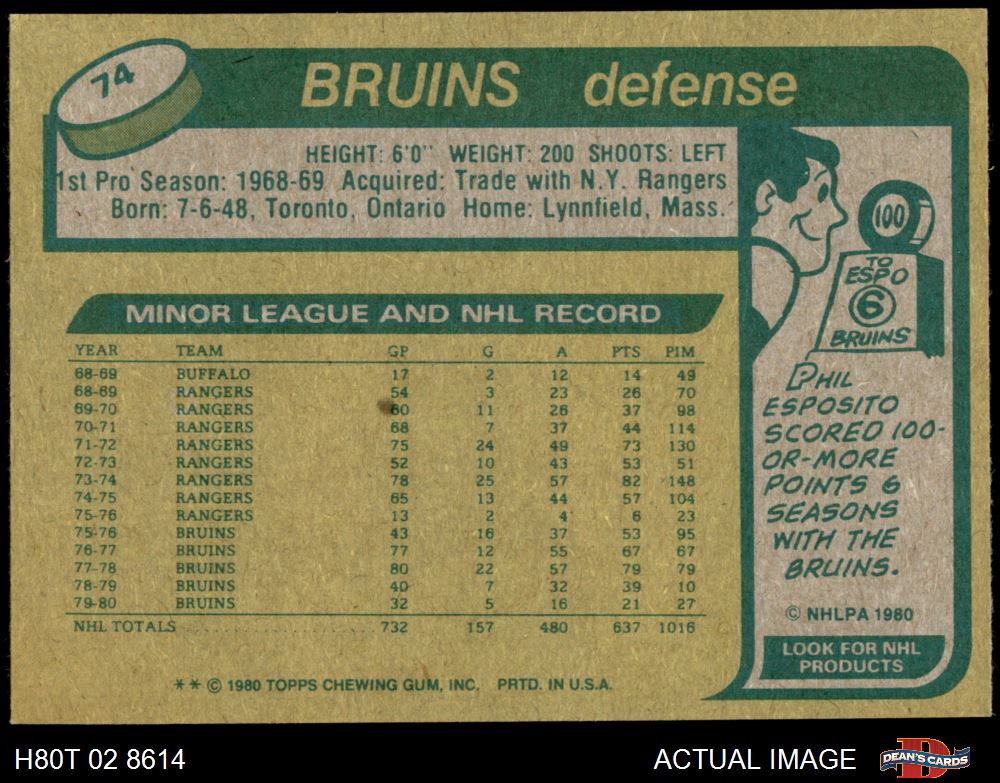 74
BRUINS defense
HEIGHT: 6'0" WEIGHT: 200 SHOOTS: LEFT
1st Pro Season: 1968-69 Acquired: Trade with N.Y. Rangers
Born: 7-6-48, Toronto, Ontario Home: Lynnfield, Mass.
MINOR LEAGUE AND NHL RECORD
YEAR TEAM GP G A PTS PIM
68-69 BUFFALO 17 2 12 14 49
68-69 RANGERS 54 3 23 26 70
69-70 RANGERS 60 11 26 37 98
70-71 RANGERS 68 7 37 44 114
71-72 RANGERS 75 24 49 73 130
72-73 RANGERS 52 10 43 53 51
73-74 RANGERS 78 25 57 82 148
74-75 RANGERS 65 13 44 57 104
75-76 RANGERS 13 2 4 6 23
75-76 BRUINS 43 16 37 53 95
76-77 BRUINS 77 12 55 67 67
77-78 BRUINS 80 22 57 79 79
78-79 BRUINS 40 7 32 39 10
79-80 BRUINS 32 5 16 21 27
NHL TOTALS 732 157 480 637 1016
** © 1980 TOPPS CHEWING GUM, INC. PRTD. IN U.S.A.
100
TO
ESPO
6
BRUINS
PHIL
ESPOSITO
SCORED 100-
OR-MORE
POINTS 6
SEASONS
WITH THE
BRUINS.
© NHLPA 1980
LOOK FOR NHL
PRODUCTS
H80T 02 8614
ACTUAL IMAGE
DEAN'S CARDS